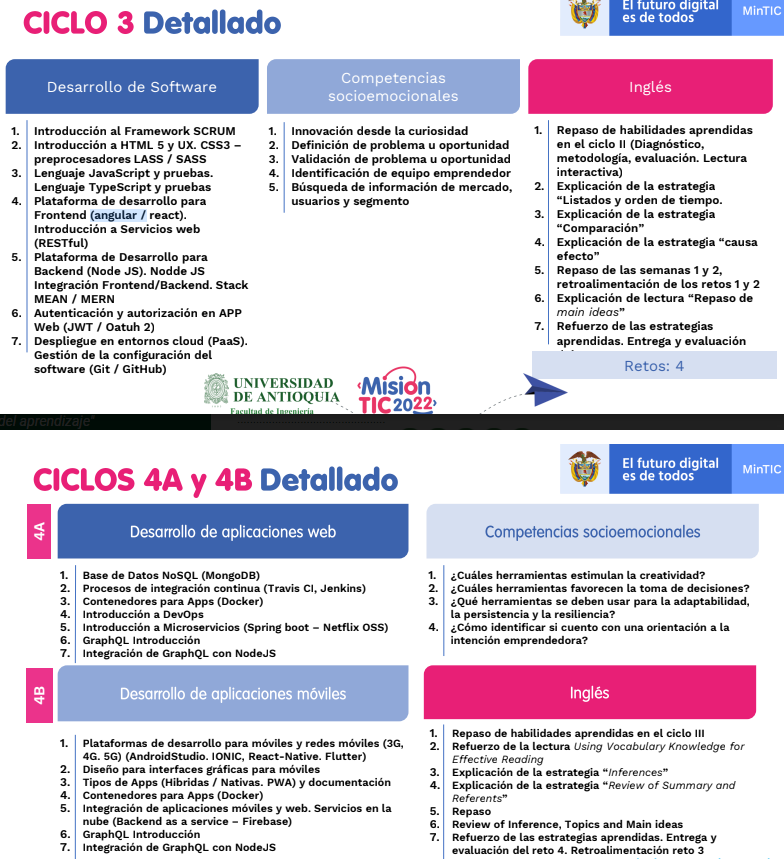 CICLO 3 Detallado
El futuro digital
es de todos
MinTIC
Desarrollo de Software
1. Introducción al Framework SCRUM
2. Introducción a HTML 5 y UX. CSS3 –
preprocesadores LASS / SASS
3. Lenguaje JavaScript y pruebas.
Lenguaje TypeScript y pruebas
4. Plataforma de desarrollo para
Frontend (angular / react).
Introducción a Servicios web
(RESTful)
5. Plataforma de Desarrollo para
Backend (Node JS). Nodde JS
Integración Frontend/Backend. Stack
MEAN / MERN
6. Autenticación y autorización en APP
Web (JWT / Oatuh 2)
7. Despliegue en entornos cloud (PaaS).
Gestión de la configuración del
software (Git / GitHub)
Competencias
socioemocionales
1. Innovación desde la curiosidad
2. Definición de problema u oportunidad
3. Validación de problema u oportunidad
4. Identificación de equipo emprendedor
5. Búsqueda de información de mercado,
usuarios y segmento
Inglés
1. Repaso de habilidades aprendidas
en el ciclo II (Diagnóstico,
metodología, evaluación. Lectura
interactiva)
2. Explicación de la estrategia
“Listados y orden de tiempo.
3. Explicación de la estrategia
“Comparación”
4. Explicación de la estrategia “causa
efecto”
5. Repaso de las semanas 1 y 2,
retroalimentación de los retos 1 y 2
6. Explicación de lectura “Repaso de
main ideas”
7. Refuerzo de las estrategias
aprendidas. Entrega y evaluación
Retos: 4
UNIVERSIDAD
DE ANTIOQUIA
Facultad de Ingeniería
Misión
TIC 2022
del aprendizaje"
CICLOS 4A y 4B Detallado
El futuro digital
es de todos
MinTIC
4A
Desarrollo de aplicaciones web
1. Base de Datos NoSQL (MongoDB)
2. Procesos de integración continua (Travis CI, Jenkins)
3. Contenedores para Apps (Docker)
4. Introducción a DevOps
5. Introducción a Microservicios (Spring boot – Netflix OSS)
6. GraphQL Introducción
7. Integración de GraphQL con NodeJS
Competencias socioemocionales
1. ¿Cuáles herramientas estimulan la creatividad?
2. ¿Cuáles herramientas favorecen la toma de decisiones?
3. ¿Qué herramientas se deben usar para la adaptabilidad,
la persistencia y la resiliencia?
4. ¿Cómo identificar si cuento con una orientación a la
intención emprendedora?
4B
Desarrollo de aplicaciones móviles
1. Plataformas de desarrollo para móviles y redes móviles (3G,
4G. 5G) (AndroidStudio. IONIC, React-Native. Flutter)
2. Diseño para interfaces gráficas para móviles
3. Tipos de Apps (Hibridas / Nativas. PWA) y documentación
4. Contenedores para Apps (Docker)
5. Integración de aplicaciones móviles y web. Servicios en la
nube (Backend as a service – Firebase)
6. GraphQL Introducción
7. Integración de GraphQL con NodeJS
Inglés
1. Repaso de habilidades aprendidas en el ciclo III
2. Refuerzo de la lectura Using Vocabulary Knowledge for
Effective Reading
3. Explicación de la estrategia “Inferences”
4. Explicación de la estrategia “Review of Summary and
Referents”
5. Repaso
6. Review of Inference, Topics and Main ideas
7. Refuerzo de las estrategias aprendidas. Entrega y
evaluación del reto 4. Retroalimentación reto 3